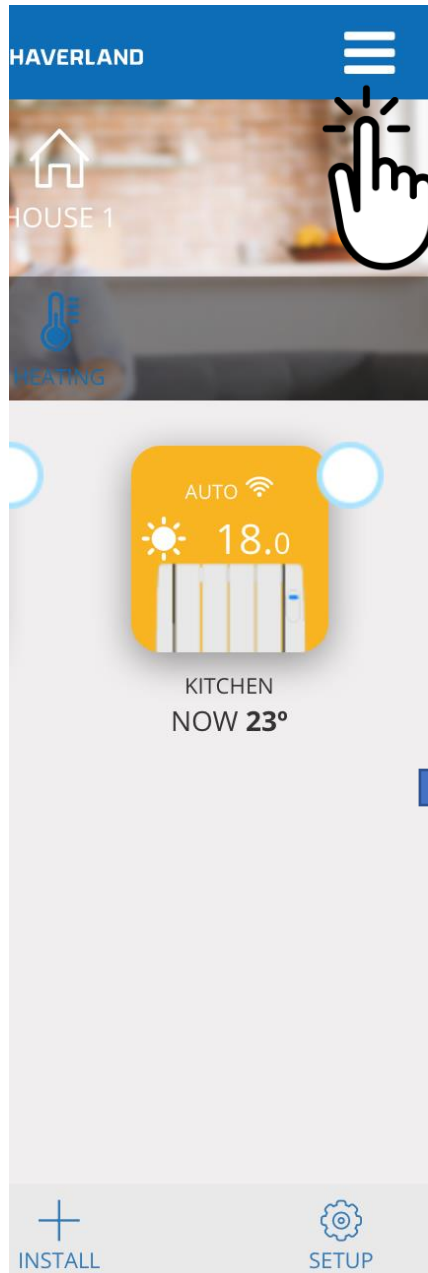 HAVERLAND
HOUSE 1
HEATING
AUTO
18.0
KITCHEN
NOW 23º
INSTALL
SETUP